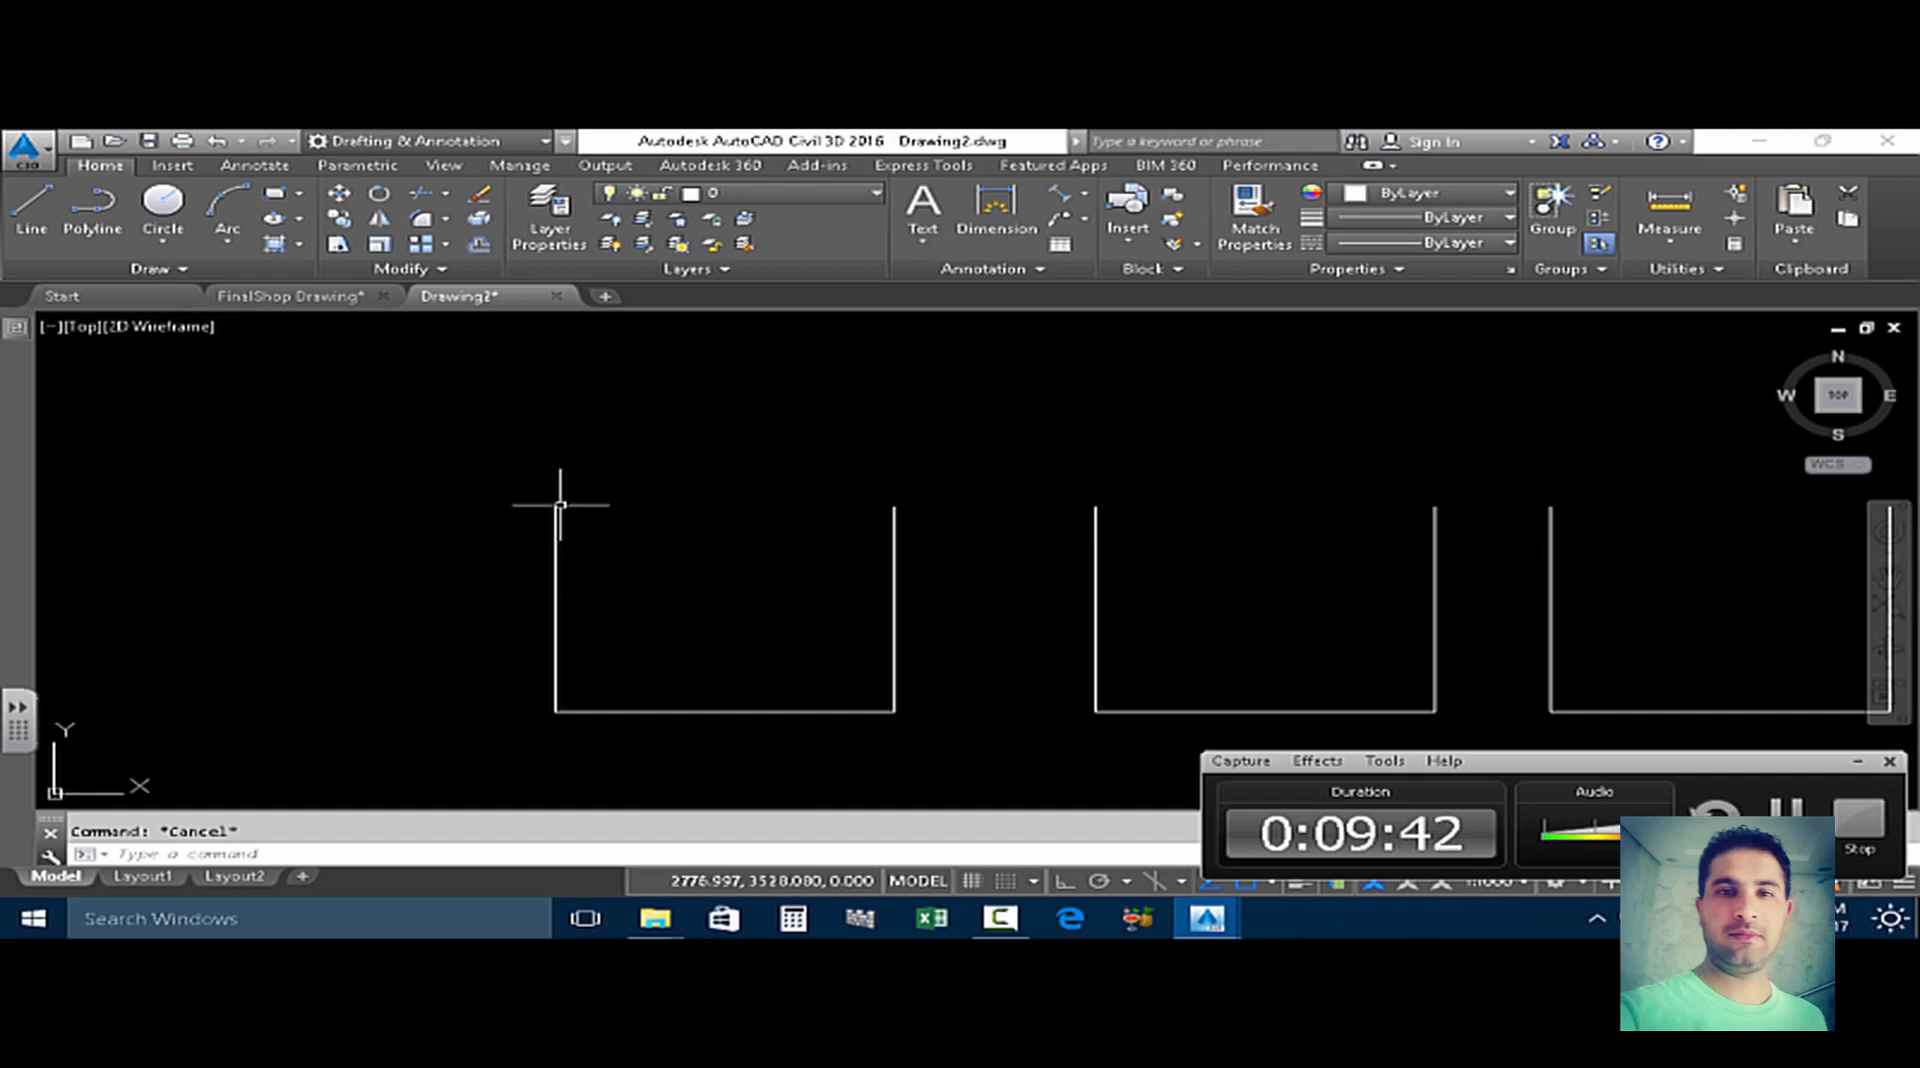 Drafting & Annotation
Autodesk AutoCAD Civil 3D 2016 Drawing2.dwg
Type a keyword or phrase
Sign In
Home Insert Annotate Parametric View Manage Output Autodesk 360 Add-ins Express Tools Featured Apps BIM 360 Performance
0
ByLayer
ByLayer
ByLayer
Line Polyline Circle Arc
Layer Properties
Text Dimension
Insert
Match Properties
Group
Measure
Paste
Draw Modify Layers Annotation Block Properties Groups Utilities Clipboard
Start FinalShop Drawing* Drawing2*
[−][Top][2D Wireframe]
N
W TOP E
S
WCS
Y
X
Capture Effects Tools Help
Duration Audio
0:09:42
Stop
Command: *Cancel*
Type a command
Model Layout1 Layout2
2776.997, 3528.080, 0.000 MODEL
Search Windows